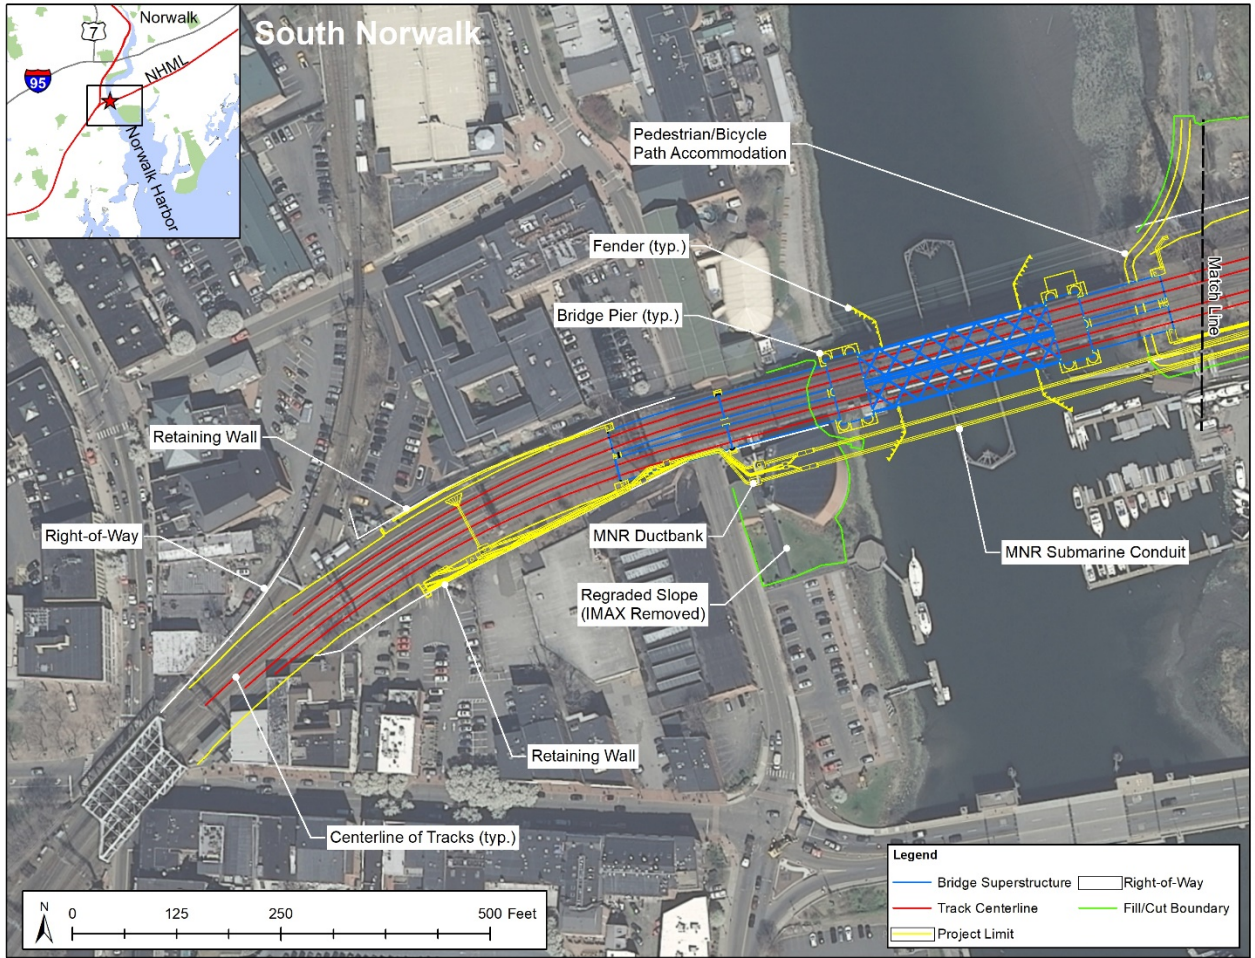 South Norwalk
Norwalk
7
95
NHML
Norwalk Harbor
Pedestrian/Bicycle
Path Accommodation
Fender (typ.)
Bridge Pier (typ.)
Match Line
Retaining Wall
Right-of-Way
MNR Ductbank
MNR Submarine Conduit
Regraded Slope
(IMAX Removed)
Retaining Wall
Centerline of Tracks (typ.)
N
0 125 250 500 Feet
Legend
Bridge Superstructure
Right-of-Way
Track Centerline
Fill/Cut Boundary
Project Limit